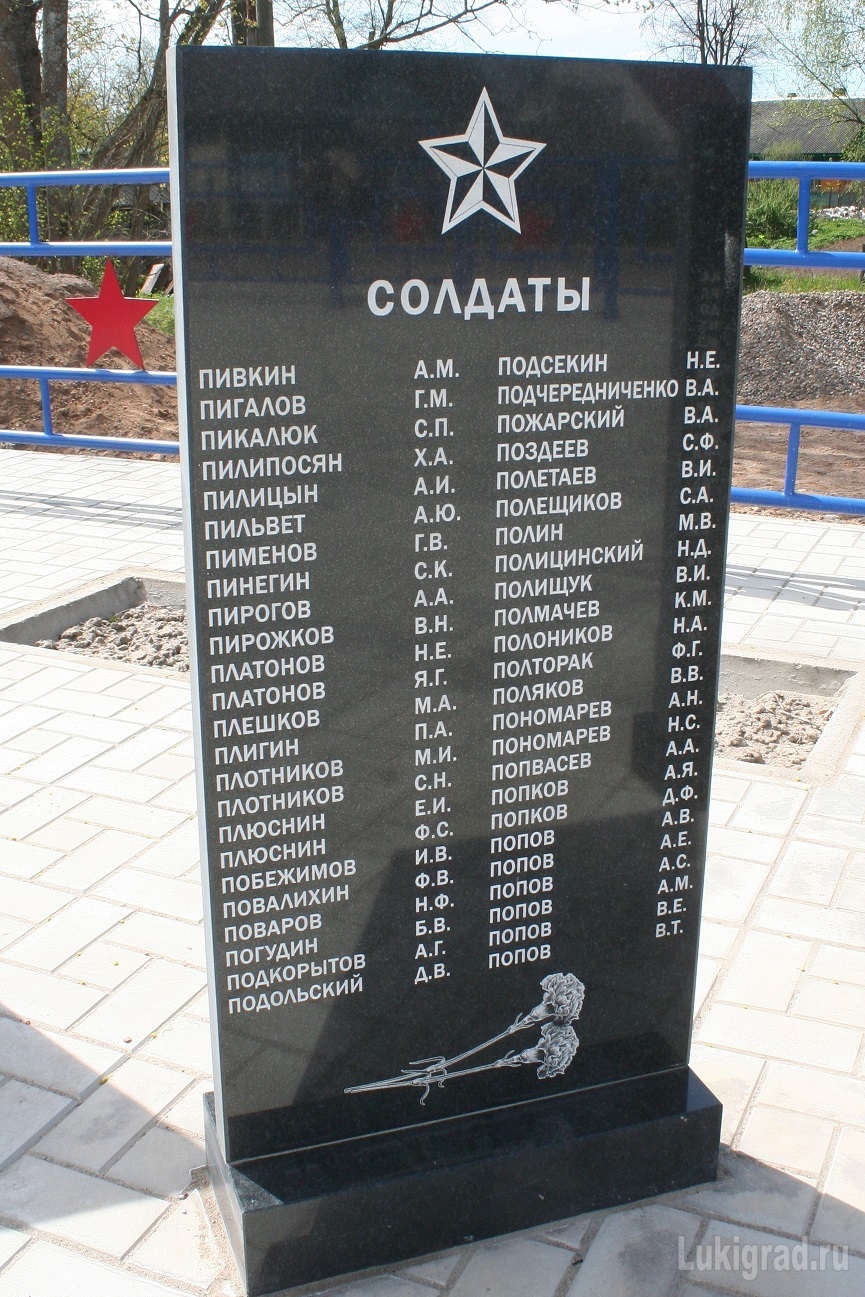 СОЛДАТЫ
ПИВКИН А.М.
ПИГАЛОВ Г.М.
ПИКАЛЮК С.П.
ПИЛИПОСЯН Х.А.
ПИЛИЦЫН А.И.
ПИЛЬВЕТ А.Ю.
ПИМЕНОВ Г.В.
ПИНЕГИН С.К.
ПИРОГОВ А.А.
ПИРОЖКОВ В.Н.
ПЛАТОНОВ Н.Е.
ПЛАТОНОВ Я.Г.
ПЛЕШКОВ М.А.
ПЛИГИН П.А.
ПЛОТНИКОВ М.И.
ПЛОТНИКОВ С.Н.
ПЛЮСНИН Е.И.
ПЛЮСНИН Ф.С.
ПОБЕЖИМОВ И.В.
ПОВАЛИХИН Ф.В.
ПОВАРОВ Н.Ф.
ПОГУДИН Б.В.
ПОДКОРЫТОВ А.Г.
ПОДОЛЬСКИЙ Д.В.
ПОДСЕКИН Н.Е.
ПОДЧЕРЕДНИЧЕНКО В.А.
ПОЖАРСКИЙ В.А.
ПОЗДЕЕВ С.Ф.
ПОЛЕТАЕВ В.И.
ПОЛЕЩИКОВ С.А.
ПОЛИН М.В.
ПОЛИЦИНСКИЙ Н.Д.
ПОЛИЩУК В.И.
ПОЛМАЧЕВ К.М.
ПОЛОНИКОВ Н.А.
ПОЛТОРАК Ф.Г.
ПОЛЯКОВ В.В.
ПОНОМАРЕВ А.Н.
ПОНОМАРЕВ Н.С.
ПОПВАСЕВ А.А.
ПОПКОВ А.Я.
ПОПКОВ Д.Ф.
ПОПОВ А.В.
ПОПОВ А.Е.
ПОПОВ А.С.
ПОПОВ А.М.
ПОПОВ В.Е.
ПОПОВ В.Т.
Lukigrad.ru